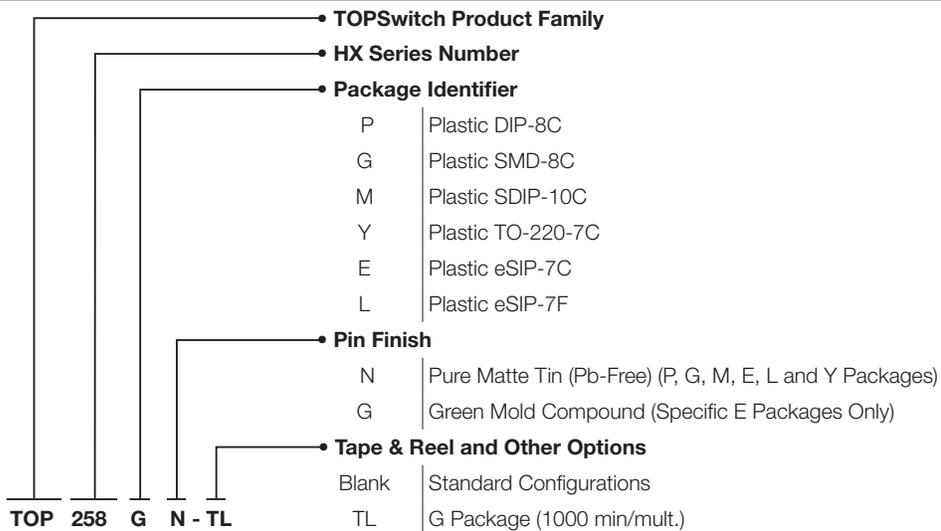 TOPSwitch Product Family
HX Series Number
Package Identifier
P Plastic DIP-8C
G Plastic SMD-8C
M Plastic SDIP-10C
Y Plastic TO-220-7C
E Plastic eSIP-7C
L Plastic eSIP-7F
Pin Finish
N Pure Matte Tin (Pb-Free) (P, G, M, E, L and Y Packages)
G Green Mold Compound (Specific E Packages Only)
Tape & Reel and Other Options
Blank Standard Configurations
TOP 258 G N - TL TL G Package (1000 min/mult.)